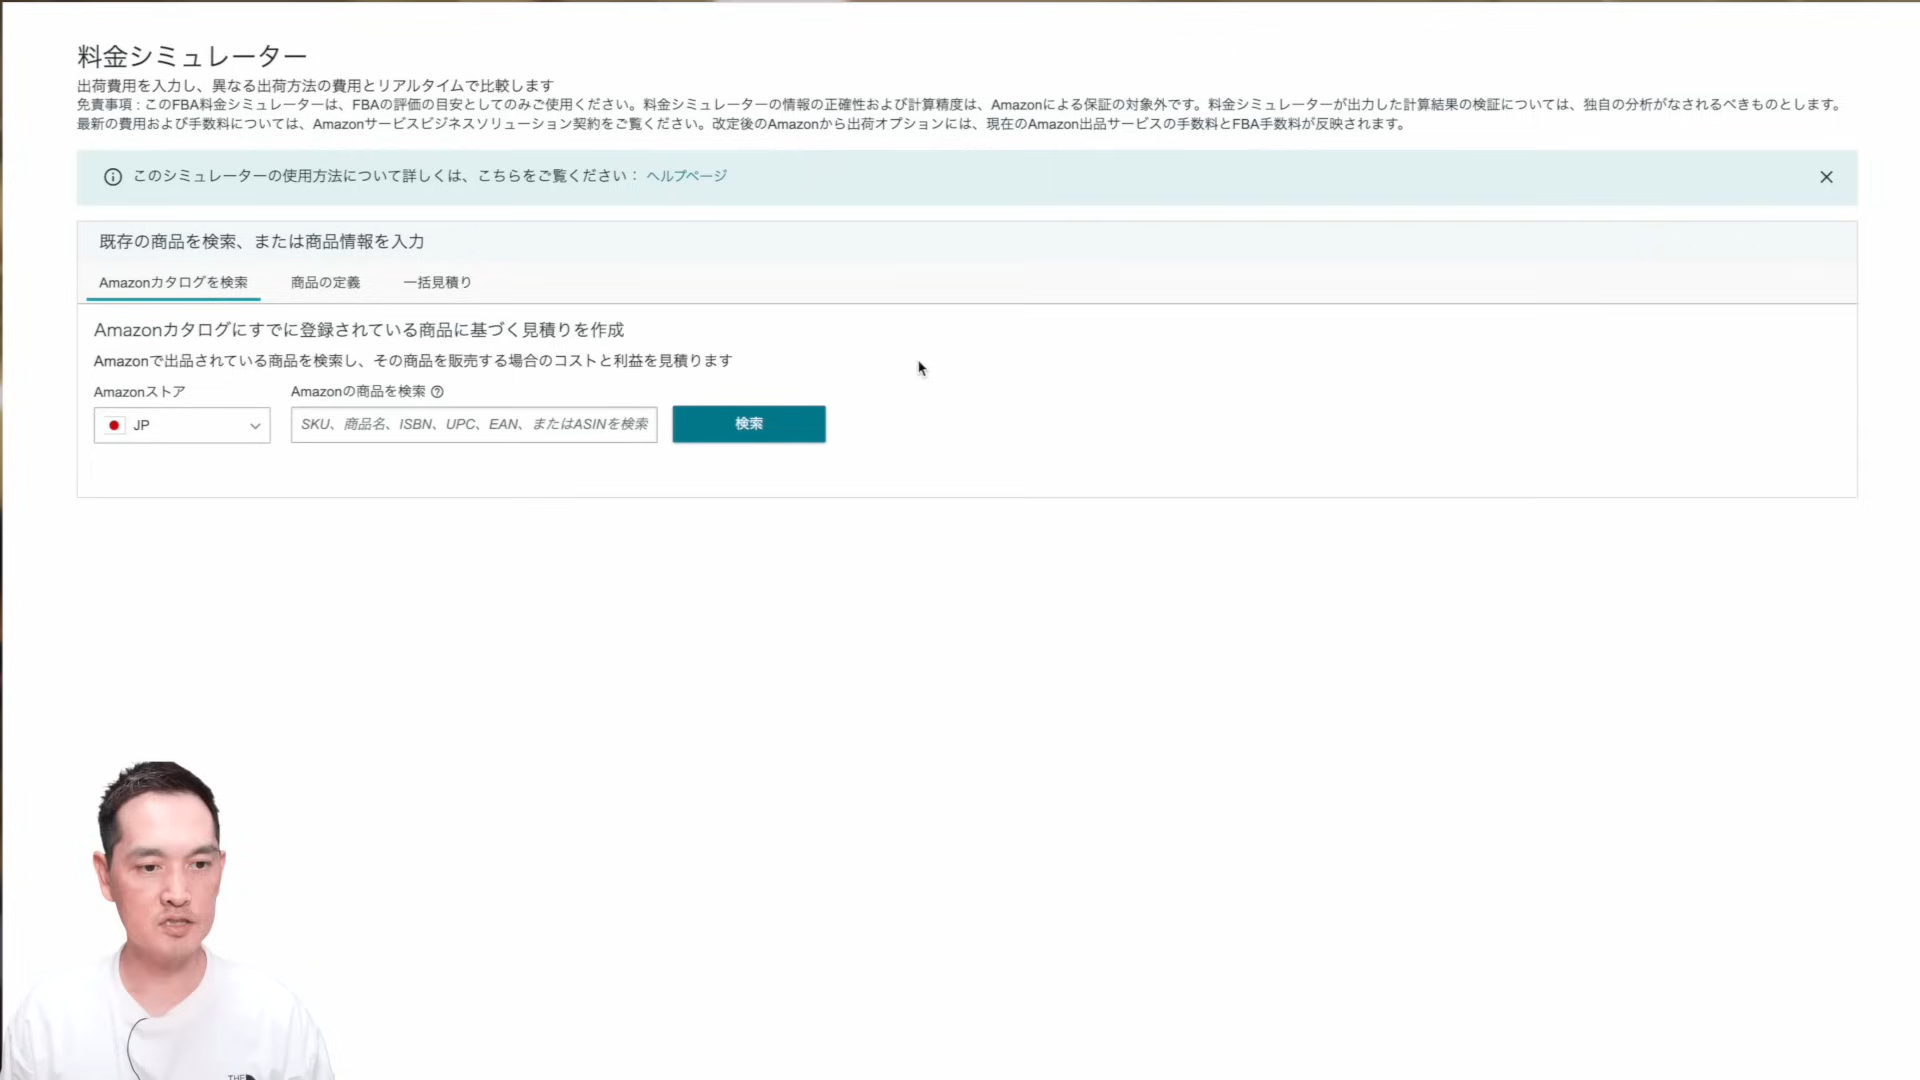 料金シミュレーター
出荷費用を入力し、異なる出荷方法の費用とリアルタイムで比較します
免責事項 : このFBA料金シミュレーターは、FBAの評価の目安としてのみご使用ください。料金シミュレーターの情報の正確性および計算精度は、Amazonによる保証の対象外です。料金シミュレーターが出力した計算結果の検証については、独自の分析がなされるべきものとします。
最新の費用および手数料については、Amazonサービスビジネスソリューション契約をご覧ください。改定後のAmazonから出荷オプションには、現在のAmazon出品サービスの手数料とFBA手数料が反映されます。
このシミュレーターの使用方法について詳しくは、こちらをご覧ください： ヘルプページ
既存の商品を検索、または商品情報を入力
Amazonカタログを検索 商品の定義 一括見積り
Amazonカタログにすでに登録されている商品に基づく見積りを作成
Amazonで出品されている商品を検索し、その商品を販売する場合のコストと利益を見積ります
Amazonストア Amazonの商品を検索
JP SKU、商品名、ISBN、UPC、EAN、またはASINを検索 検索
THE